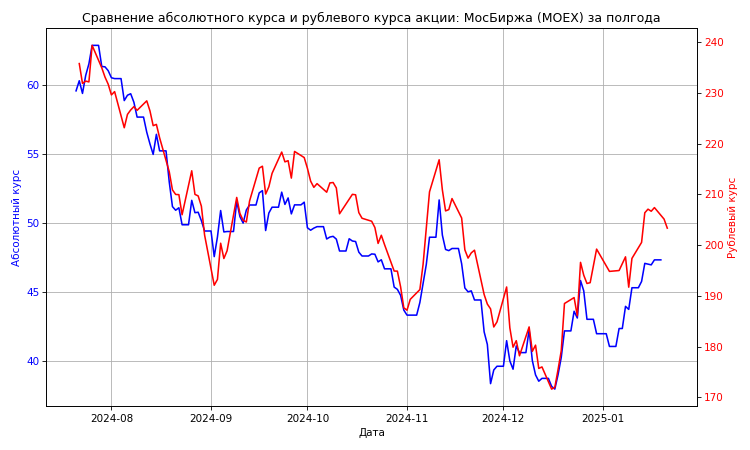 Сравнение абсолютного курса и рублевого курса акции: МосБиржа (MOEX) за полгода
60
55
50
45
40
Абсолютный курс
240
230
220
210
200
190
180
170
Рублевый курс
2024-08 2024-09 2024-10 2024-11 2024-12 2025-01
Дата